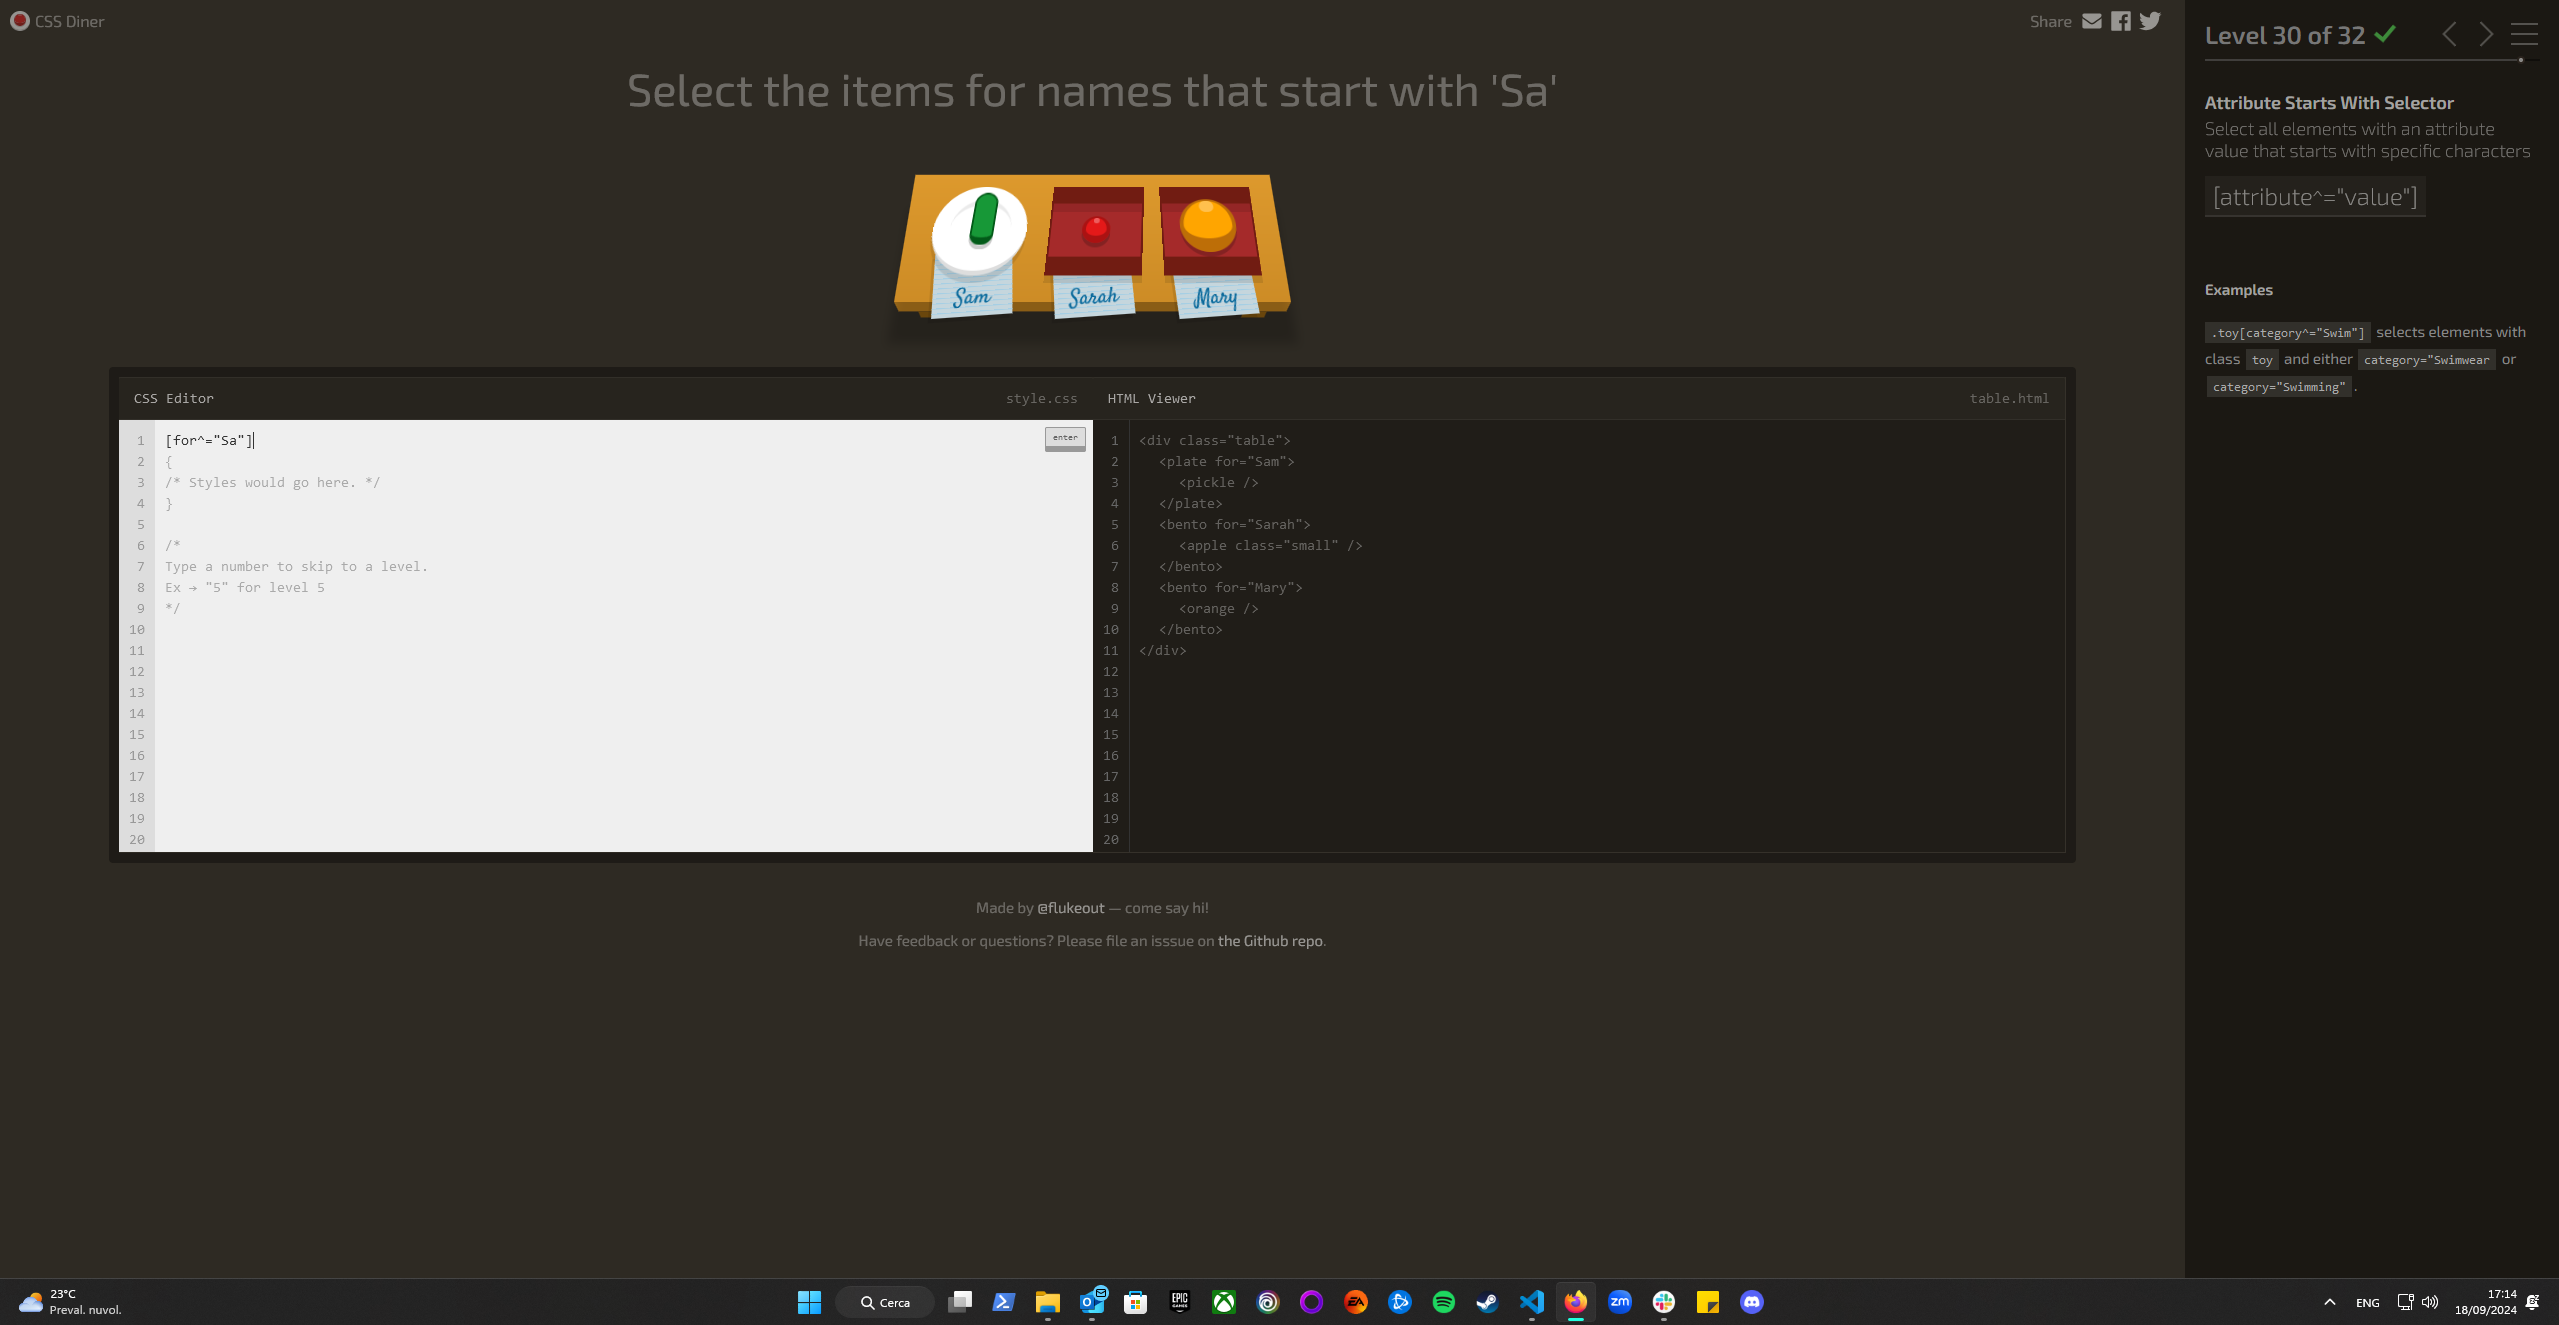 CSS Diner
Share
Select the items for names that start with 'Sa'
Sam
Sarah
Mary
CSS Editor
style.css
1 [for^="Sa"]
enter
2 {
3 /* Styles would go here. */
4 }
5
6 /*
7 Type a number to skip to a level.
8 Ex → "5" for level 5
9 */
10
11
12
13
14
15
16
17
18
19
20
HTML Viewer
table.html
1 <div class="table">
2 <plate for="Sam">
3 <pickle />
4 </plate>
5 <bento for="Sarah">
6 <apple class="small" />
7 </bento>
8 <bento for="Mary">
9 <orange />
10 </bento>
11 </div>
12
13
14
15
16
17
18
19
20
Made by @flukeout — come say hi!
Have feedback or questions? Please file an isssue on the Github repo.
Level 30 of 32
Attribute Starts With Selector
Select all elements with an attribute
value that starts with specific characters
[attribute^="value"]
Examples
.toy[category^="Swim"] selects elements with
class toy and either category="Swimwear or
category="Swimming" .
23°C
Preval. nuvol.
Cerca
EPIC
GAMES
EA
zm
ENG
17:14
18/09/2024